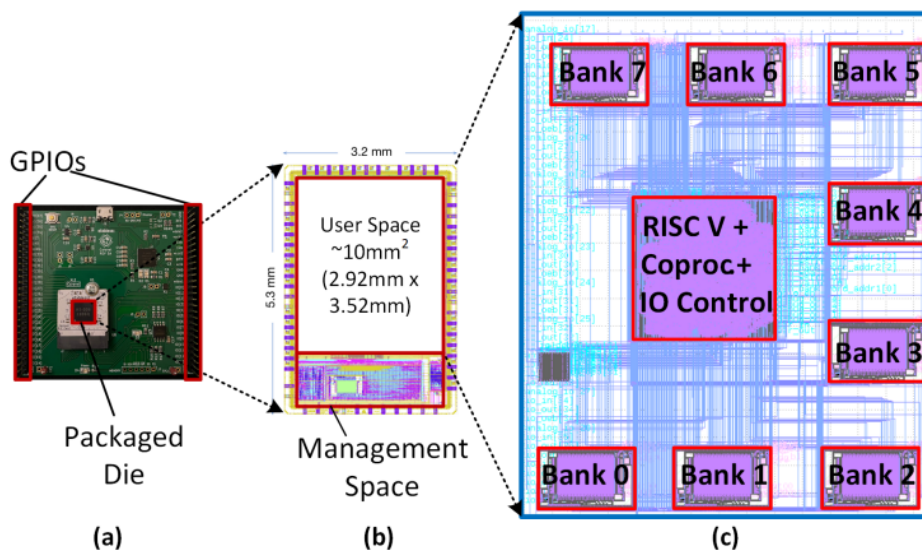 GPIOs
Packaged
Die
(a)
3.2 mm
5.3 mm
User Space
~10mm²
(2.92mm x
3.52mm)
Management
Space
(b)
Bank 7
Bank 6
Bank 5
Bank 4
RISC V +
Coproc.+
IO Control
Bank 3
Bank 0
Bank 1
Bank 2
(c)